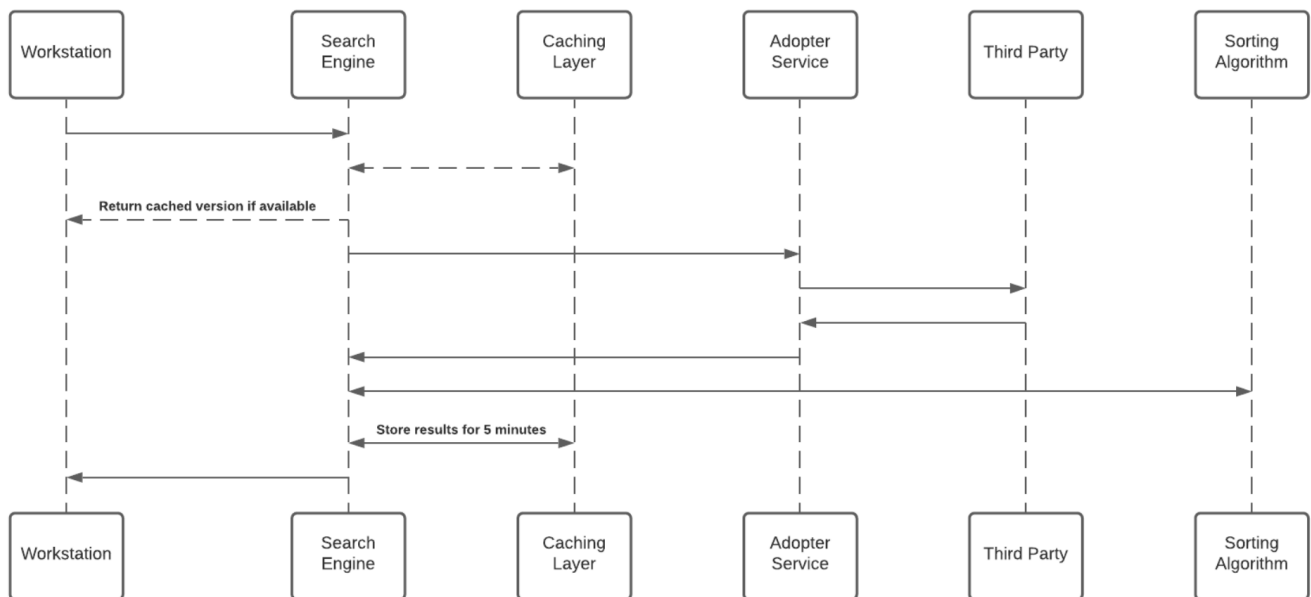 Workstation
Search
Engine
Caching
Layer
Adopter
Service
Third Party
Sorting
Algorithm
Return cached version if available
Store results for 5 minutes
Workstation
Search
Engine
Caching
Layer
Adopter
Service
Third Party
Sorting
Algorithm